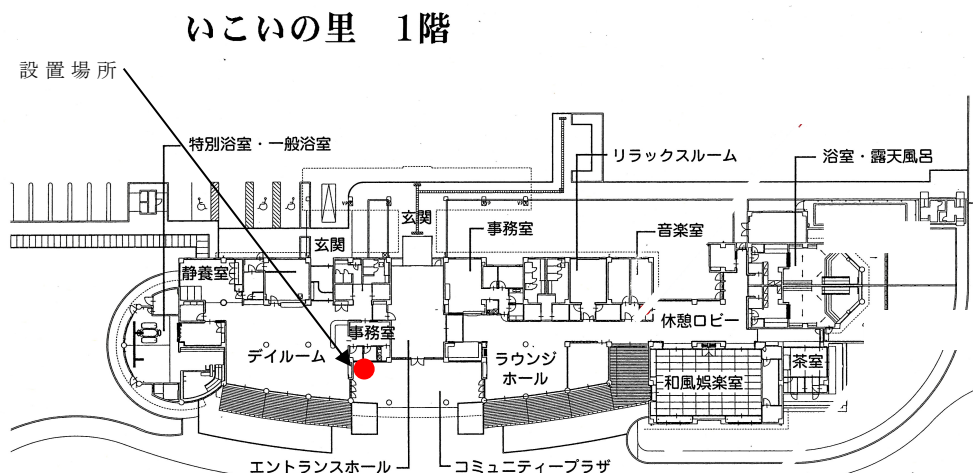 いこいの里　1階
設置場所
特別浴室・一般浴室
リラックスルーム
浴室・露天風呂
玄関
事務室
音楽室
玄関
静養室
休憩ロビー
事務室
デイルーム
ラウンジ
ホール
茶室
和風娯楽室
エントランスホール
コミュニティープラザ